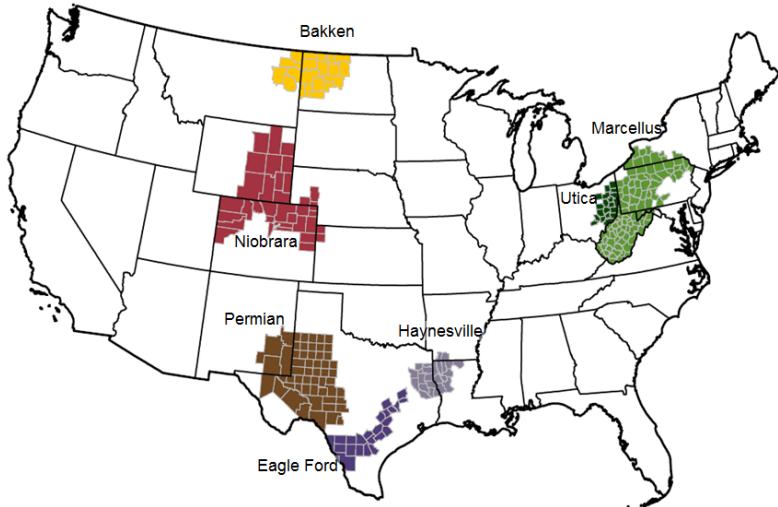 Bakken
Marcellus
Utica
Niobrara
Permian
Haynesville
Eagle Ford